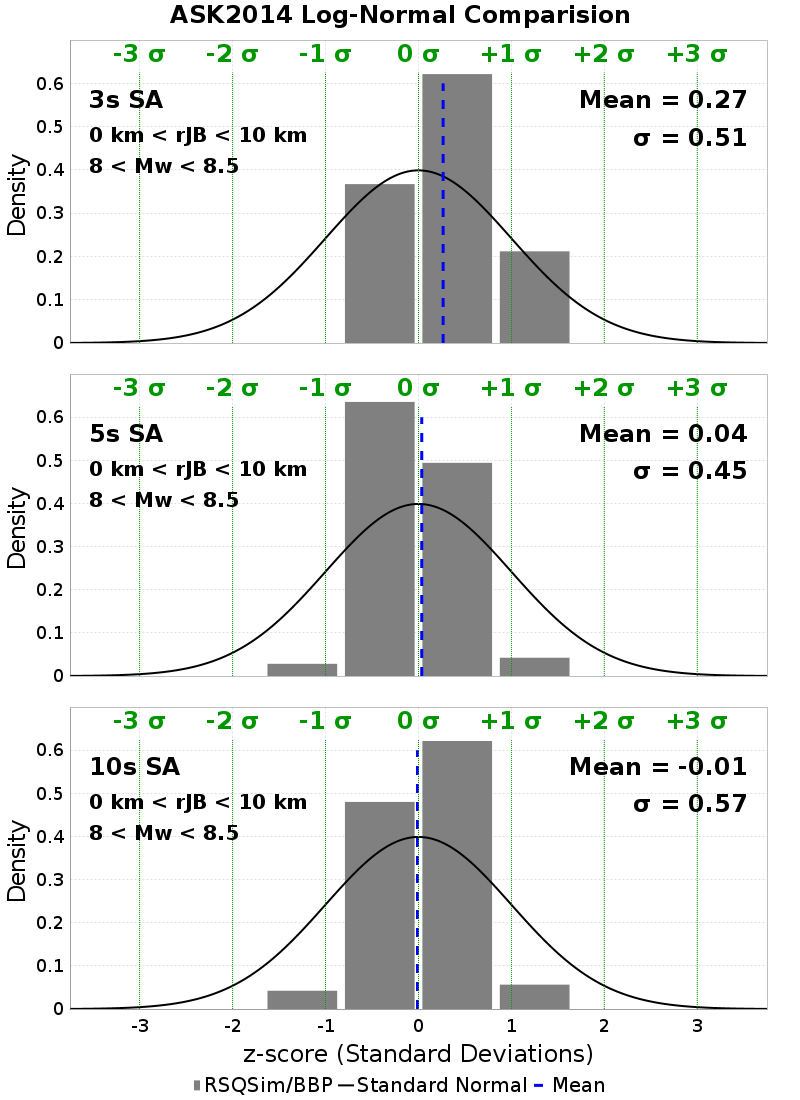 ASK2014 Log-Normal Comparision
-3 σ -2 σ -1 σ 0 σ +1 σ +2 σ +3 σ
3s SA
0 km < rJB < 10 km
8 < Mw < 8.5
Mean = 0.27
σ = 0.51
Density
0.6
0.5
0.4
0.3
0.2
0.1
0
-3 σ -2 σ -1 σ 0 σ +1 σ +2 σ +3 σ
5s SA
0 km < rJB < 10 km
8 < Mw < 8.5
Mean = 0.04
σ = 0.45
Density
0.6
0.5
0.4
0.3
0.2
0.1
0
-3 σ -2 σ -1 σ 0 σ +1 σ +2 σ +3 σ
10s SA
0 km < rJB < 10 km
8 < Mw < 8.5
Mean = -0.01
σ = 0.57
Density
0.6
0.5
0.4
0.3
0.2
0.1
0
-3 -2 -1 0 1 2 3
z-score (Standard Deviations)
RSQSim/BBP Standard Normal Mean